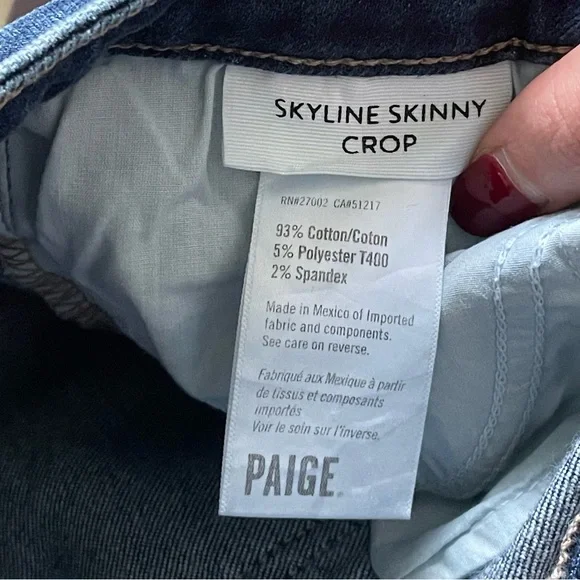 SKYLINE SKINNY
CROP
RN#27002 CA#51217
93% Cotton/Coton
5% Polyester T400
2% Spandex
Made in Mexico of Imported
fabric and components.
See care on reverse.
Fabriqué aux Mexique à partir
de tissus et composants
importés
Voir le soin sur l'inverse.
PAIGE